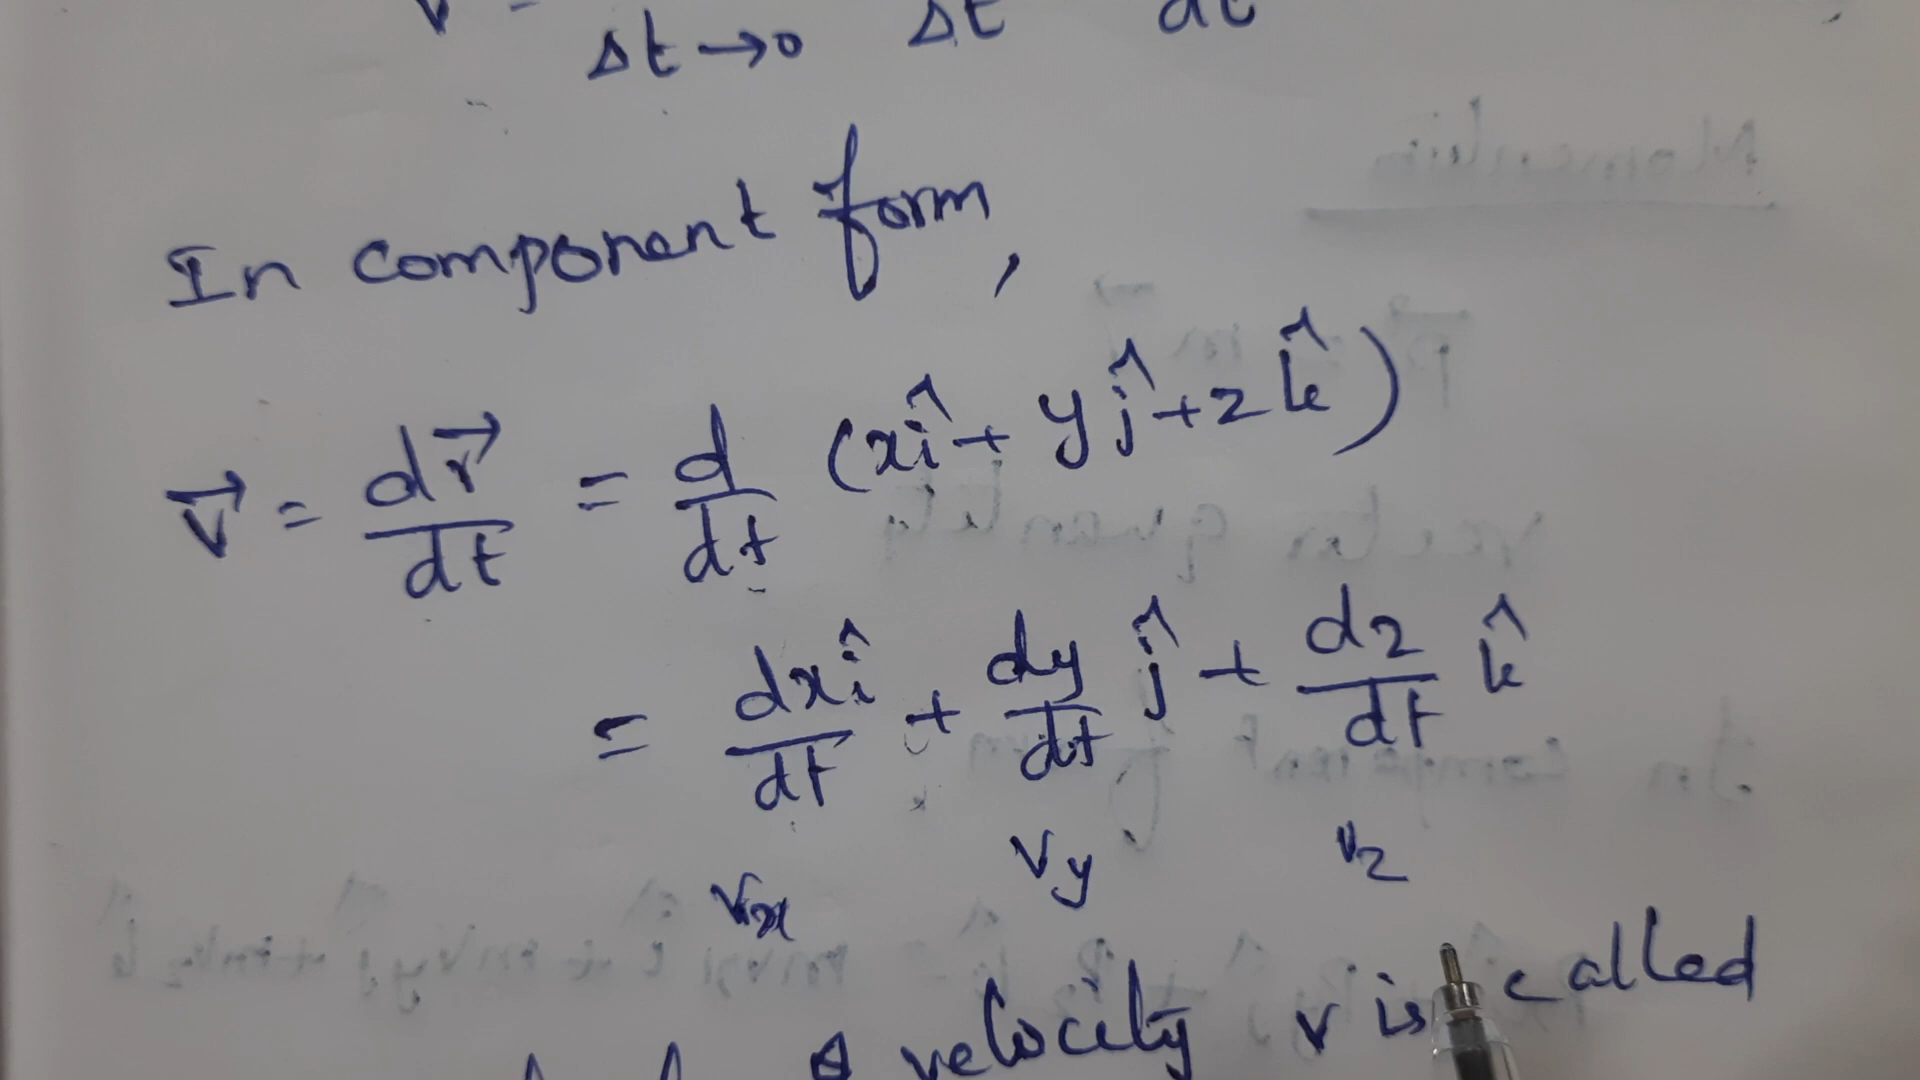 Δt→0 Δt dt
In component form,
v⃗ = dr⃗/dt = d/dt (xî + yĵ + zk̂)
= dxî/dt + dy/dt ĵ + dz/dt k̂
vx vy vz
velocity v is called